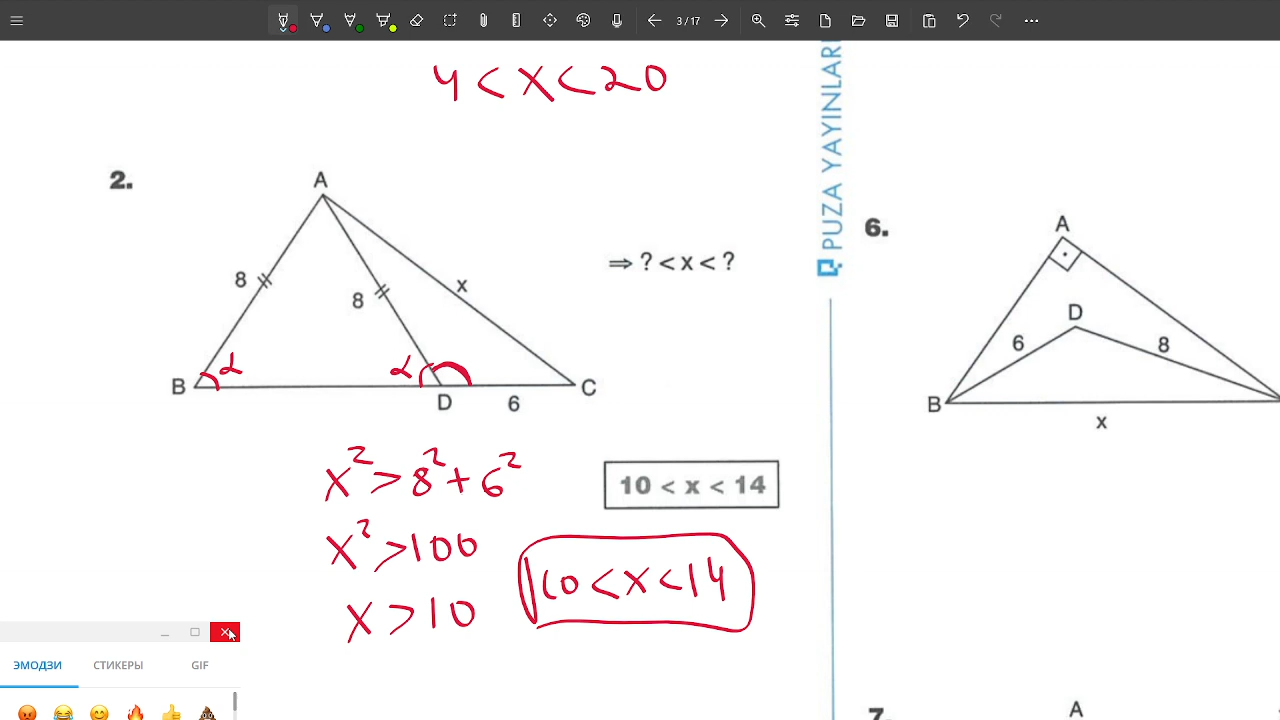 3/17
4 < x < 20
2.
A
8
8
x
⇒ ? < x < ?
B
α
α
D
6
C
x² > 8² + 6²
10 < x < 14
x² > 100
10 < x < 14
x > 10
PUZA YAYINLARI
6.
A
D
6
8
B
x
7.
A
ЭМОДЗИ СТИКЕРЫ GIF